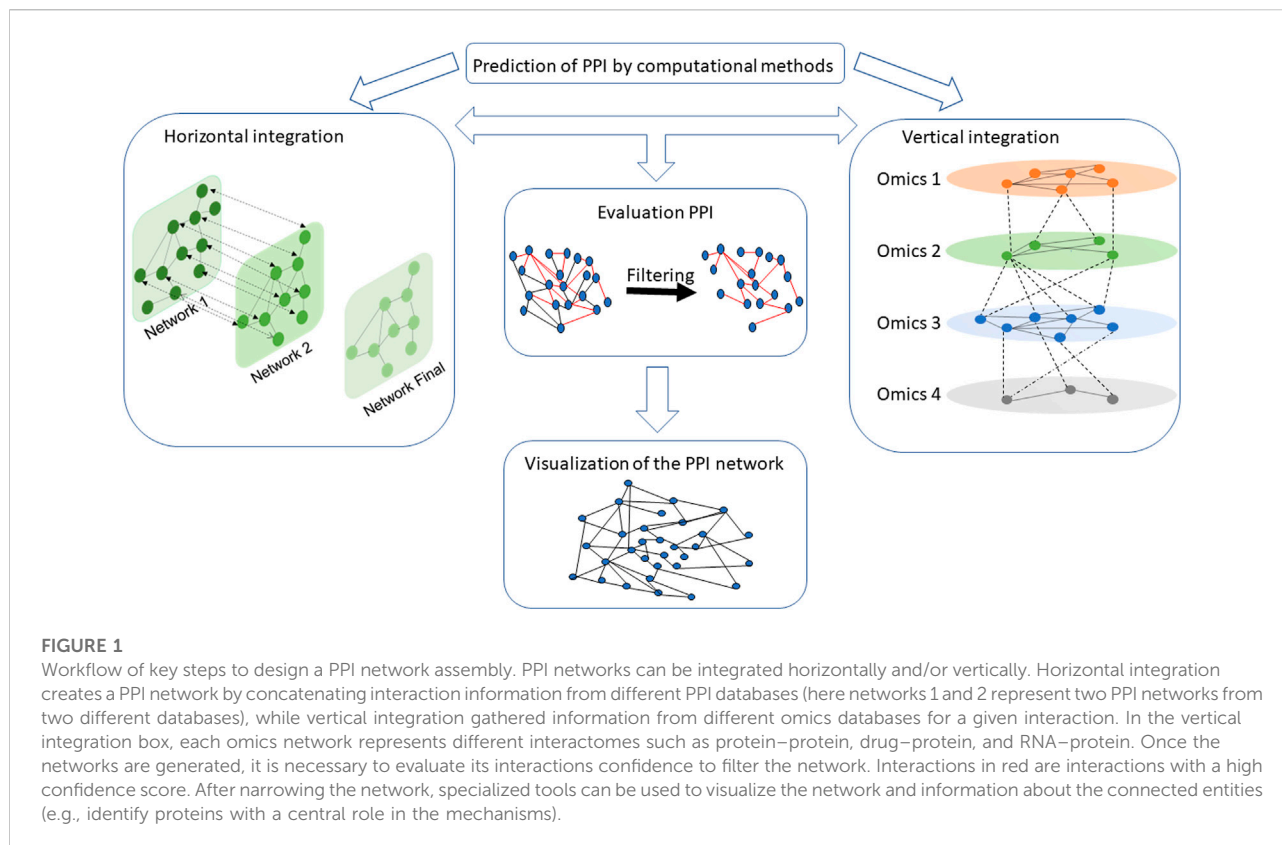 Prediction of PPI by computational methods
Horizontal integration
Network 1
Network 2
Network Final
Evaluation PPI
Filtering
Visualization of the PPI network
Vertical integration
Omics 1
Omics 2
Omics 3
Omics 4
FIGURE 1
Workflow of key steps to design a PPI network assembly. PPI networks can be integrated horizontally and/or vertically. Horizontal integration
creates a PPI network by concatenating interaction information from different PPI databases (here networks 1 and 2 represent two PPI networks from
two different databases), while vertical integration gathered information from different omics databases for a given interaction. In the vertical
integration box, each omics network represents different interactomes such as protein–protein, drug–protein, and RNA–protein. Once the
networks are generated, it is necessary to evaluate its interactions confidence to filter the network. Interactions in red are interactions with a high
confidence score. After narrowing the network, specialized tools can be used to visualize the network and information about the connected entities
(e.g., identify proteins with a central role in the mechanisms).